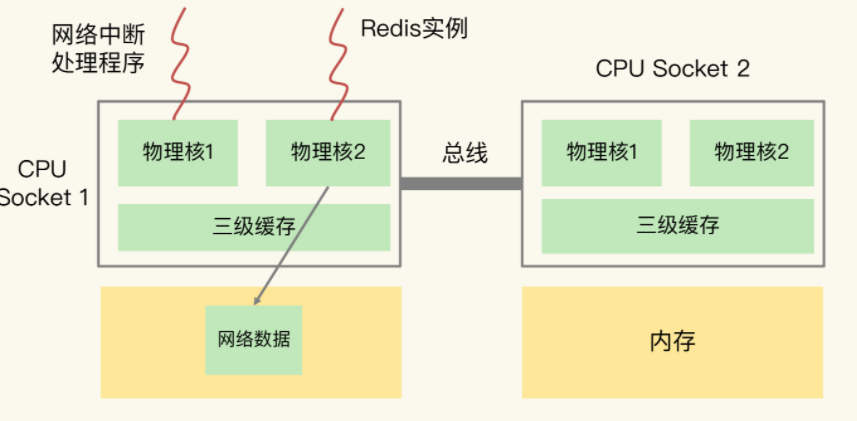 网络中断
处理程序
Redis实例
CPU Socket 2
CPU
Socket 1
物理核1
物理核2
三级缓存
总线
物理核1
物理核2
三级缓存
网络数据
内存